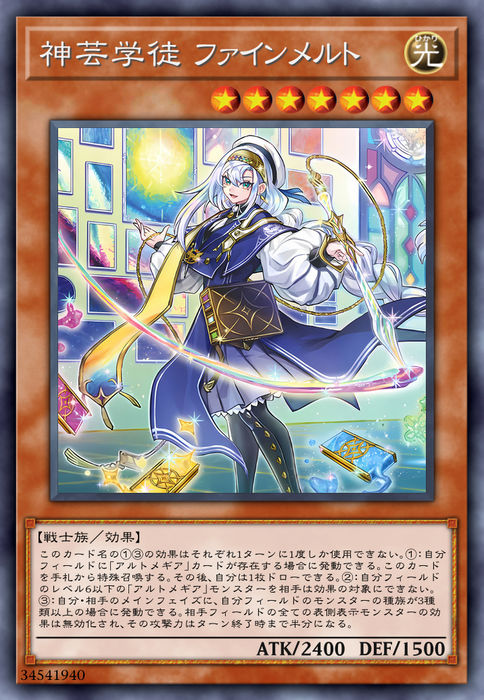 神芸学徒 ファインメルト
ひかり
光
【戦士族／効果】
このカード名の①③の効果はそれぞれ1ターンに1度しか使用できない。①：自分
フィールドに「アルトメギア」カードが存在する場合に発動できる。このカード
を手札から特殊召喚する。その後、自分は1枚ドローできる。②：自分フィールド
のレベル6以下の「アルトメギア」モンスターを相手は効果の対象にできない。
③：自分・相手のメインフェイズに、自分フィールドのモンスターの種族が3種
類以上の場合に発動できる。相手フィールドの全ての表側表示モンスターの効
果は無効化され、その攻撃力はターン終了時まで半分になる。
ATK/2400 DEF/1500
34541940